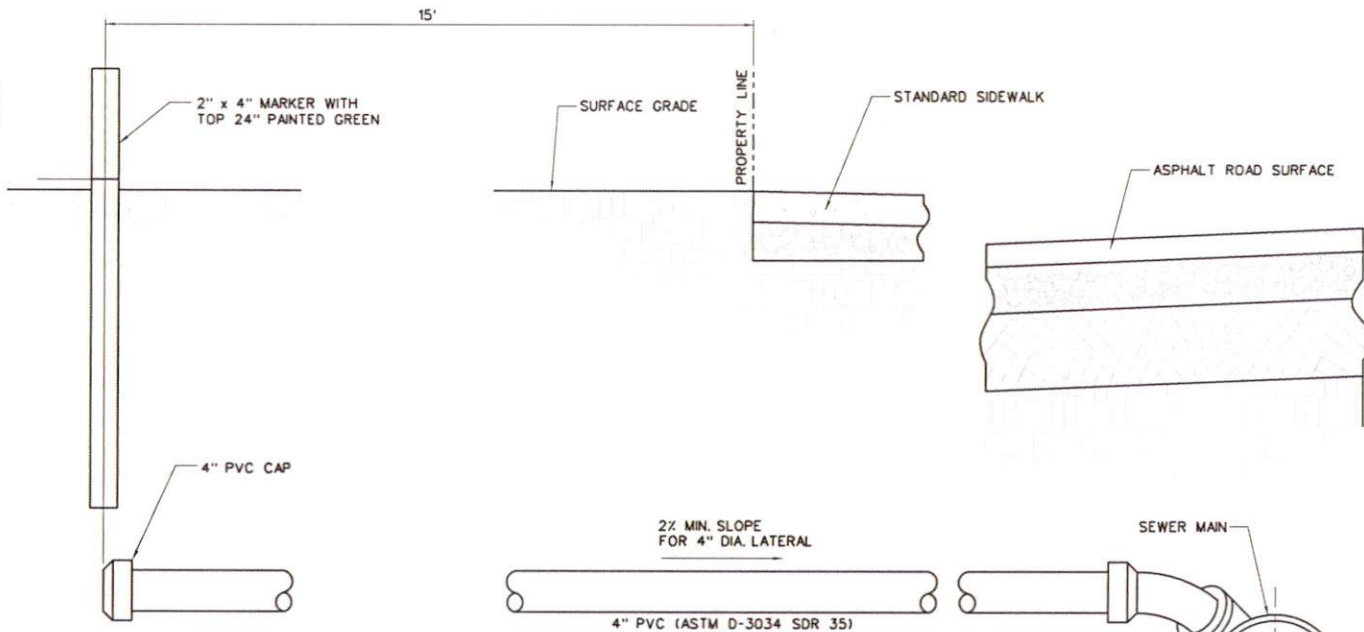 15'
2" x 4" MARKER WITH
TOP 24" PAINTED GREEN
SURFACE GRADE
PROPERTY LINE
STANDARD SIDEWALK
ASPHALT ROAD SURFACE
4" PVC CAP
2% MIN. SLOPE
FOR 4" DIA. LATERAL
SEWER MAIN
4" PVC (ASTM D-3034 SDR 35)